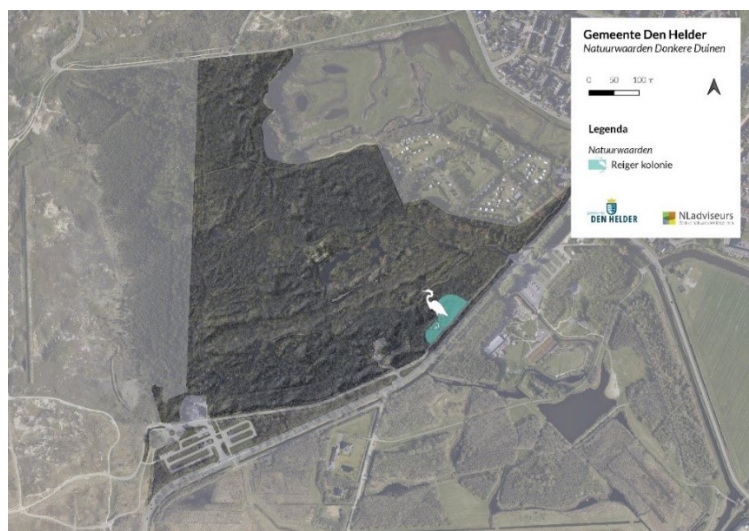 Gemeente Den Helder
Natuurwaarden Donkere Duinen
0 50 100 m
Legenda
Natuurwaarden
Reiger kolonie
DEN HELDER
NLadviseurs